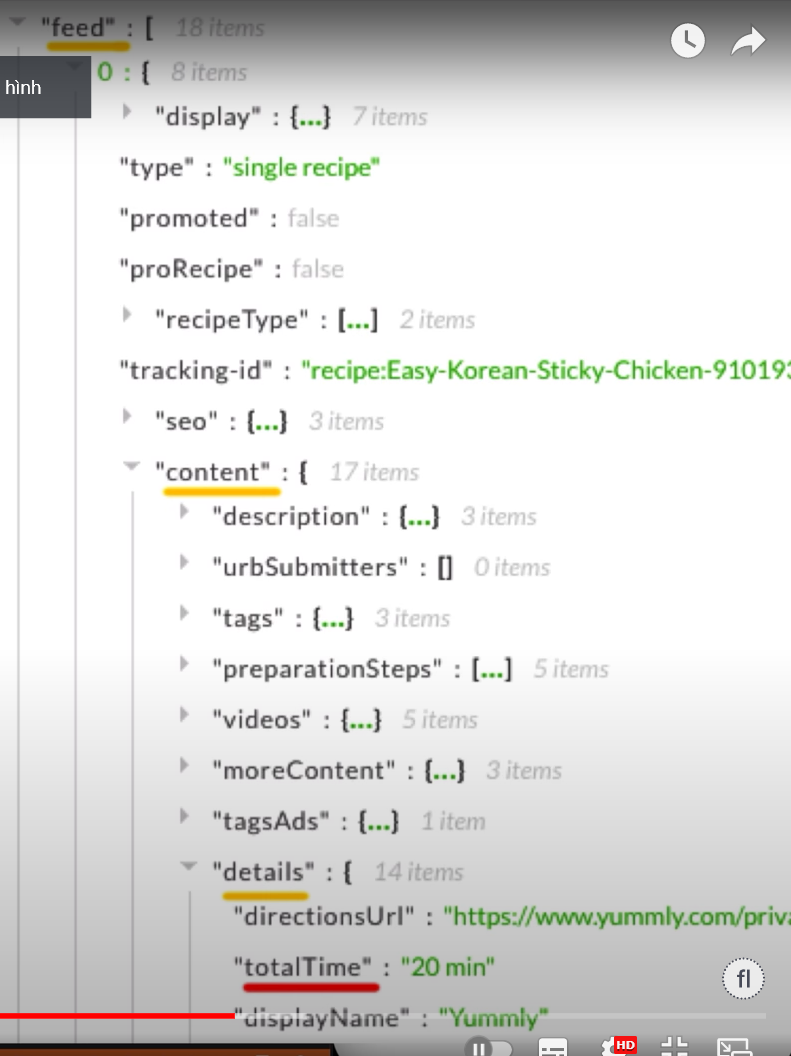 "feed" : [ 18 items
hình
0 : { 8 items
"display" : {...} 7 items
"type" : "single recipe"
"promoted" : false
"proRecipe" : false
"recipeType" : [...] 2 items
"tracking-id" : "recipe:Easy-Korean-Sticky-Chicken-910193
"seo" : {...} 3 items
"content" : { 17 items
"description" : {...} 3 items
"urbSubmitters" : [] 0 items
"tags" : {...} 3 items
"preparationSteps" : [...] 5 items
"videos" : {...} 5 items
"moreContent" : {...} 3 items
"tagsAds" : {...} 1 item
"details" : { 14 items
"directionsUrl" : "https://www.yummly.com/priva
"totalTime" : "20 min"
fl
"displayName" : "Yummly"
HD